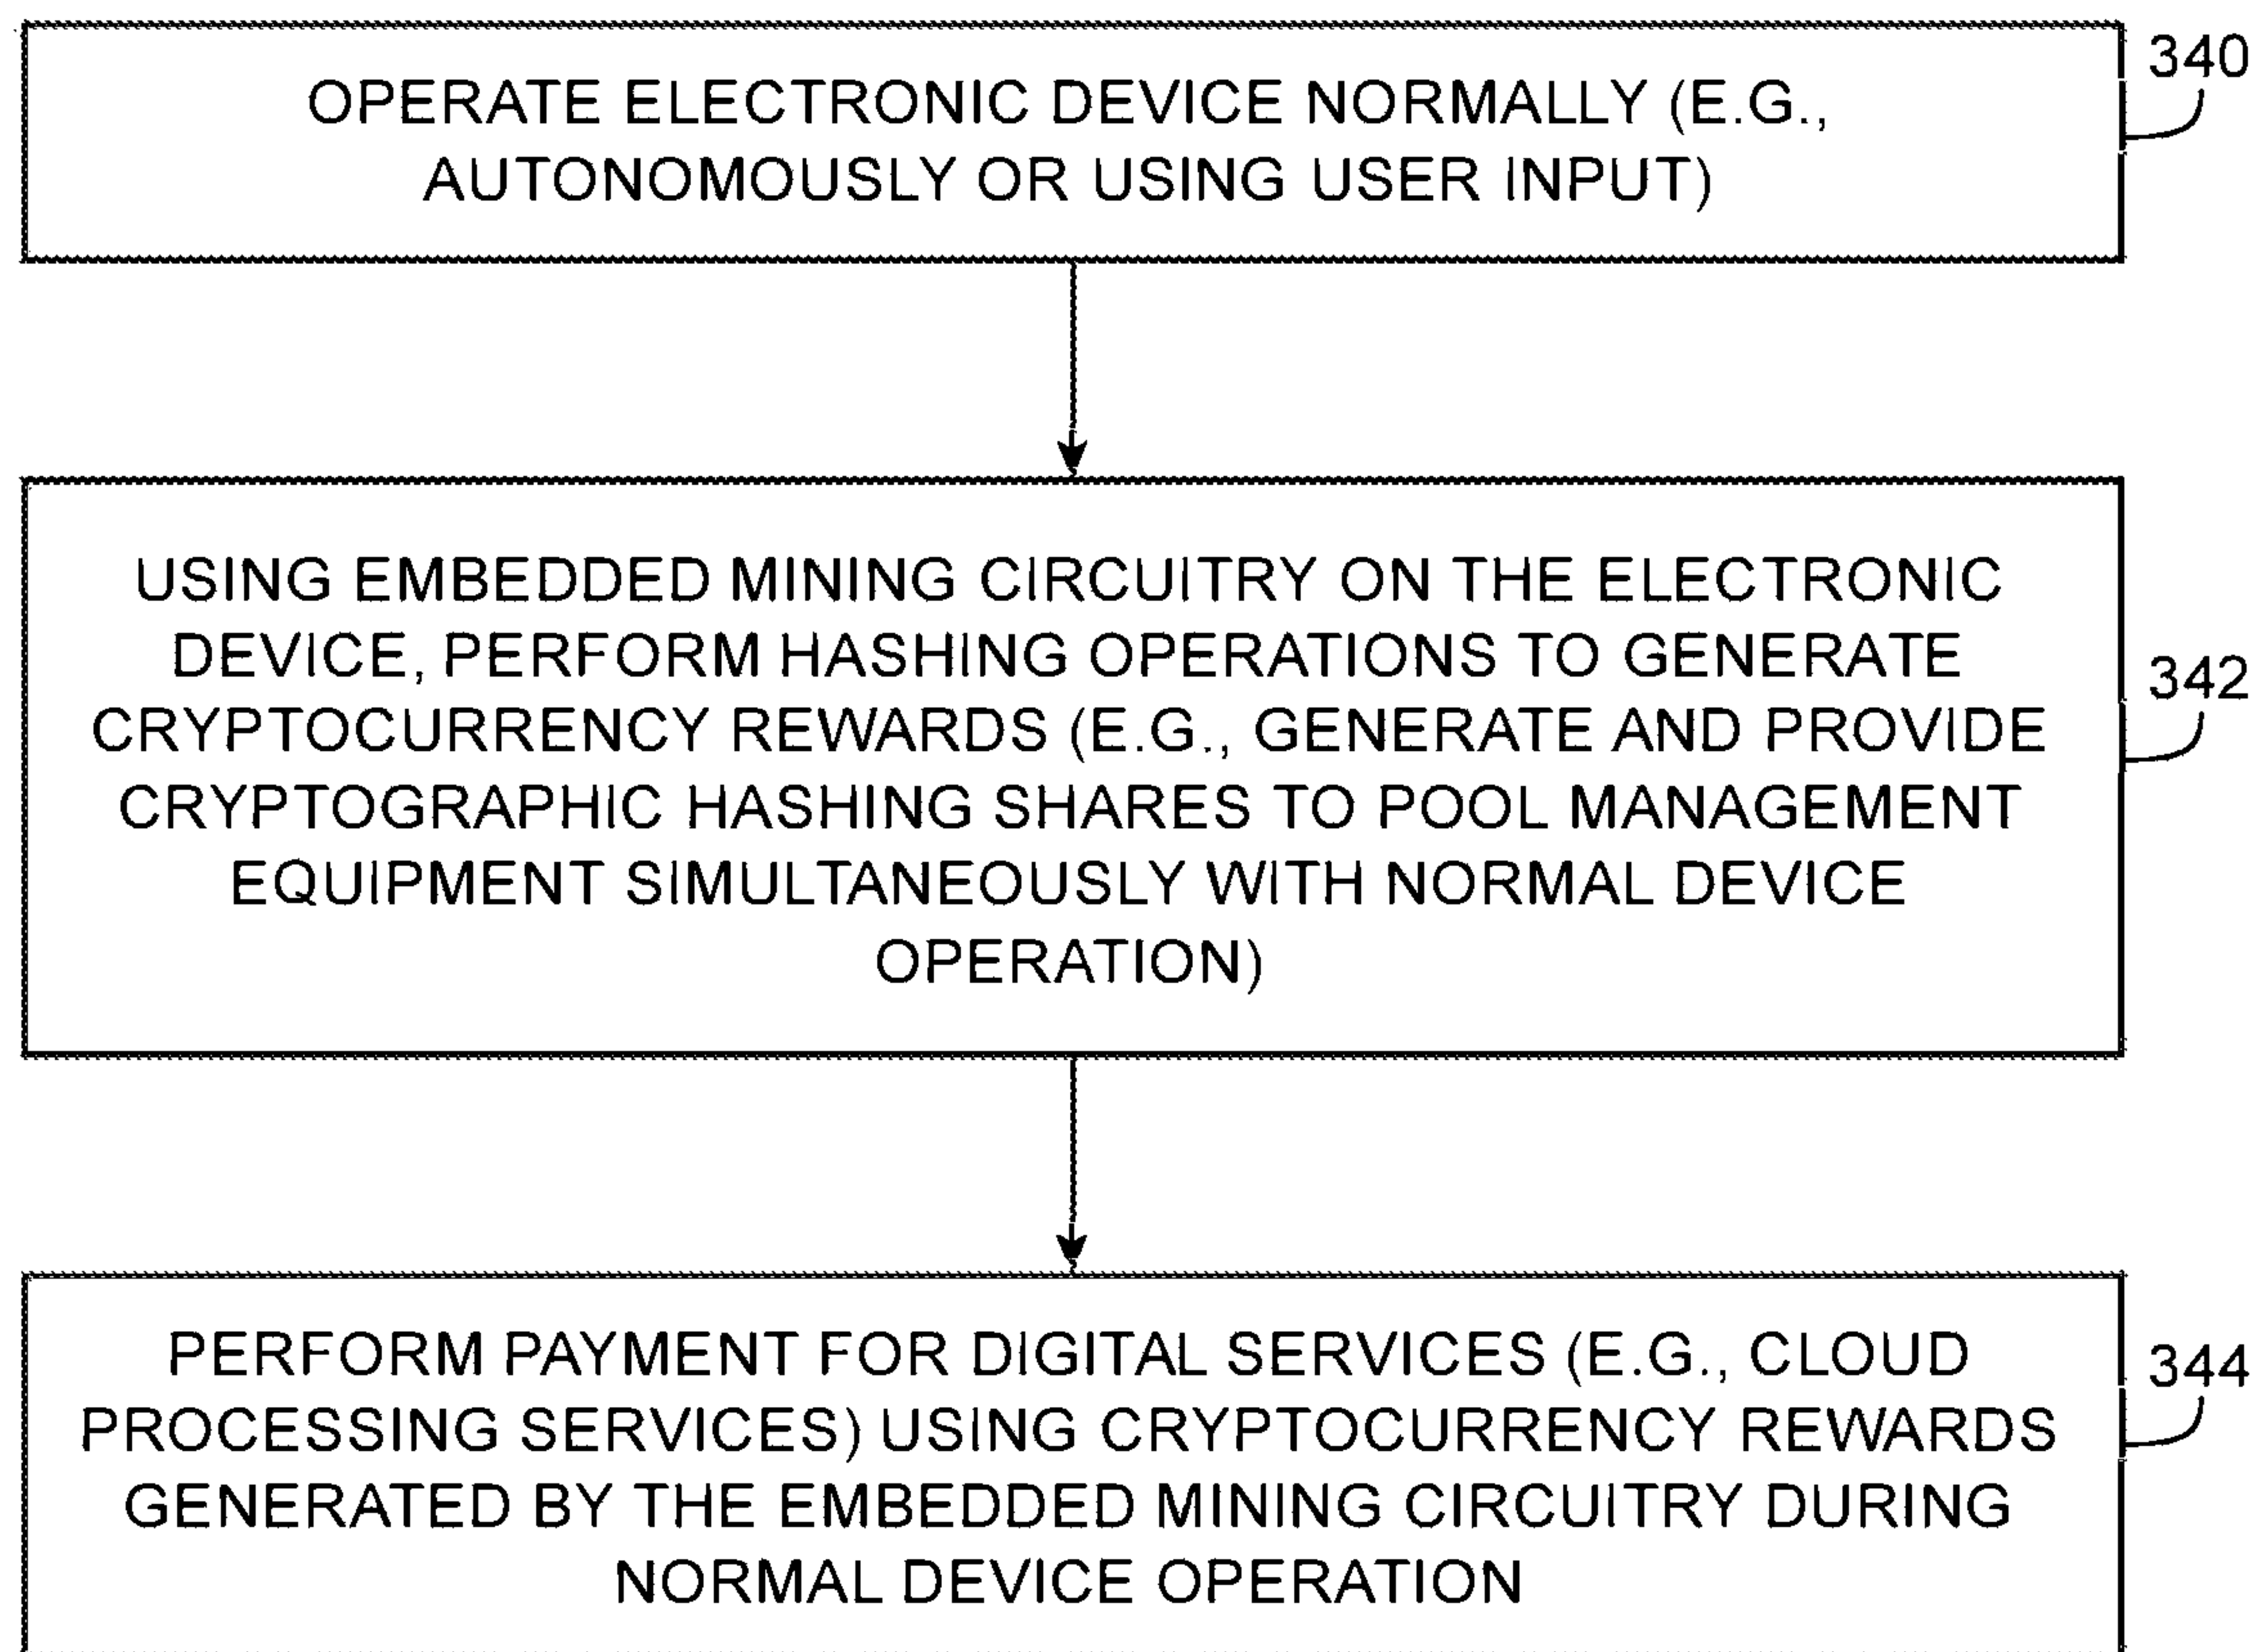 340
OPERATE ELECTRONIC DEVICE NORMALLY (E.G.,
AUTONOMOUSLY OR USING USER INPUT)
342
USING EMBEDDED MINING CIRCUITRY ON THE ELECTRONIC
DEVICE, PERFORM HASHING OPERATIONS TO GENERATE
CRYPTOCURRENCY REWARDS (E.G., GENERATE AND PROVIDE
CRYPTOGRAPHIC HASHING SHARES TO POOL MANAGEMENT
EQUIPMENT SIMULTANEOUSLY WITH NORMAL DEVICE
OPERATION)
344
PERFORM PAYMENT FOR DIGITAL SERVICES (E.G., CLOUD
PROCESSING SERVICES) USING CRYPTOCURRENCY REWARDS
GENERATED BY THE EMBEDDED MINING CIRCUITRY DURING
NORMAL DEVICE OPERATION